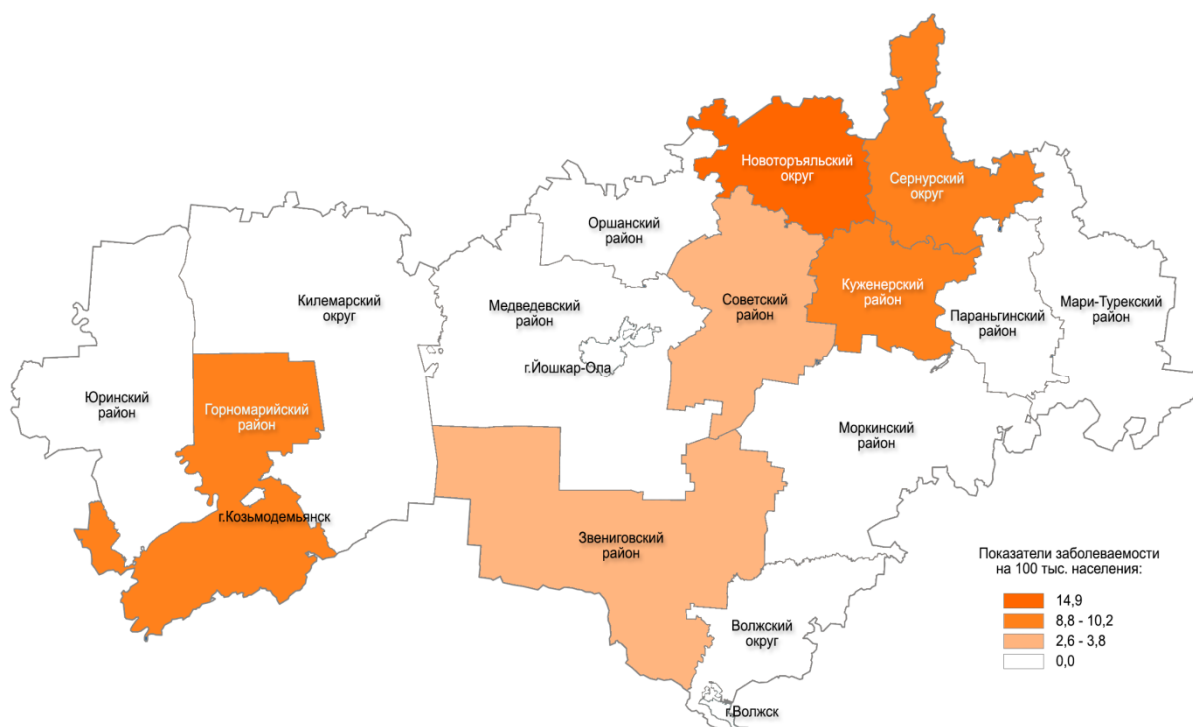 Новоторъяльский
округ
Сернурский
округ
Оршанский
район
Килемарский
округ
Медведевский
район
Советский
район
Куженерский
район
Параньгинский
район
Мари-Турекский
район
г.Йошкар-Ола
Юринский
район
Горномарийский
район
Моркинский
район
г.Козьмодемьянск
Звениговский
район
Волжский
округ
г.Волжск
Показатели заболеваемости
на 100 тыс. населения:
14,9
8,8 - 10,2
2,6 - 3,8
0,0